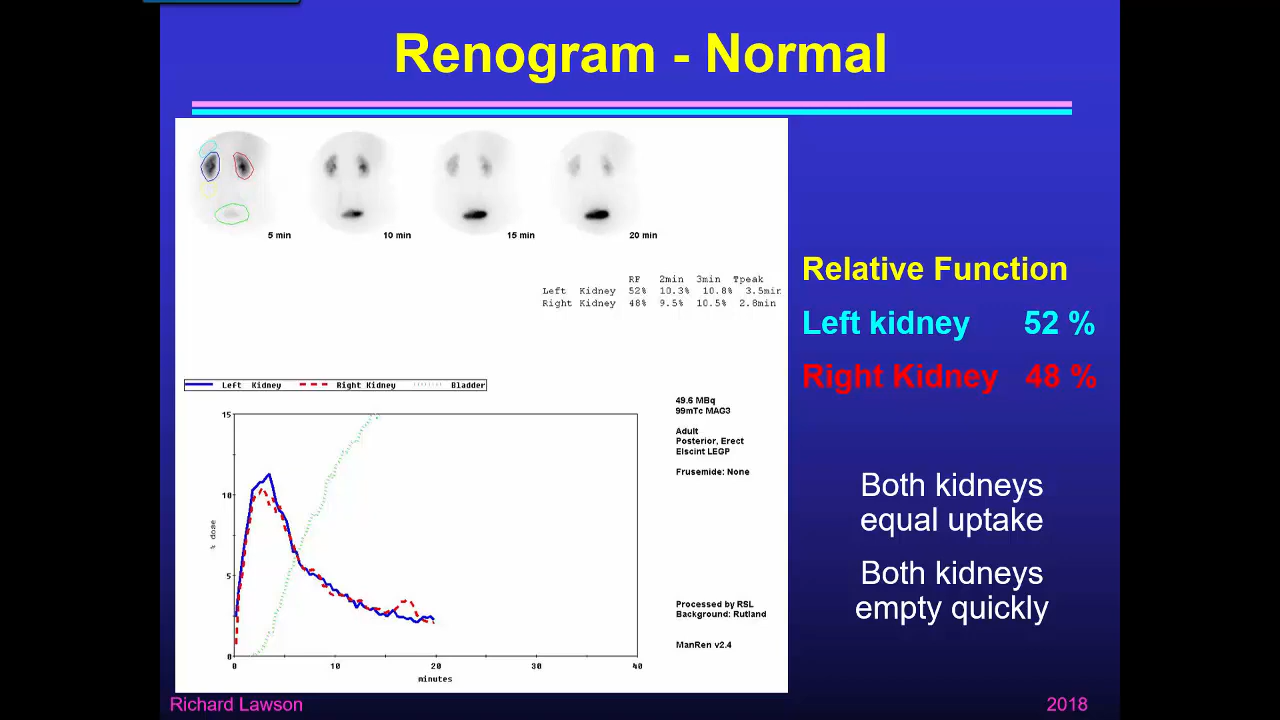 Renogram - Normal
5 min
10 min
15 min
20 min
RF 2min 3min Tpeak
Left Kidney 52% 10.3% 10.8% 3.5min
Right Kidney 48% 9.5% 10.5% 2.8min
Relative Function
Left kidney 52 %
Right Kidney 48 %
Both kidneys
equal uptake
Both kidneys
empty quickly
Left Kidney Right Kidney Bladder
49.6 MBq
99mTc MAG3
Adult
Posterior, Erect
Elscint LEGP
Frusemide: None
Processed by RSL
Background: Rutland
ManRen v2.4
% dose
15
10
5
0
0 10 20 30 40
minutes
Richard Lawson
2018